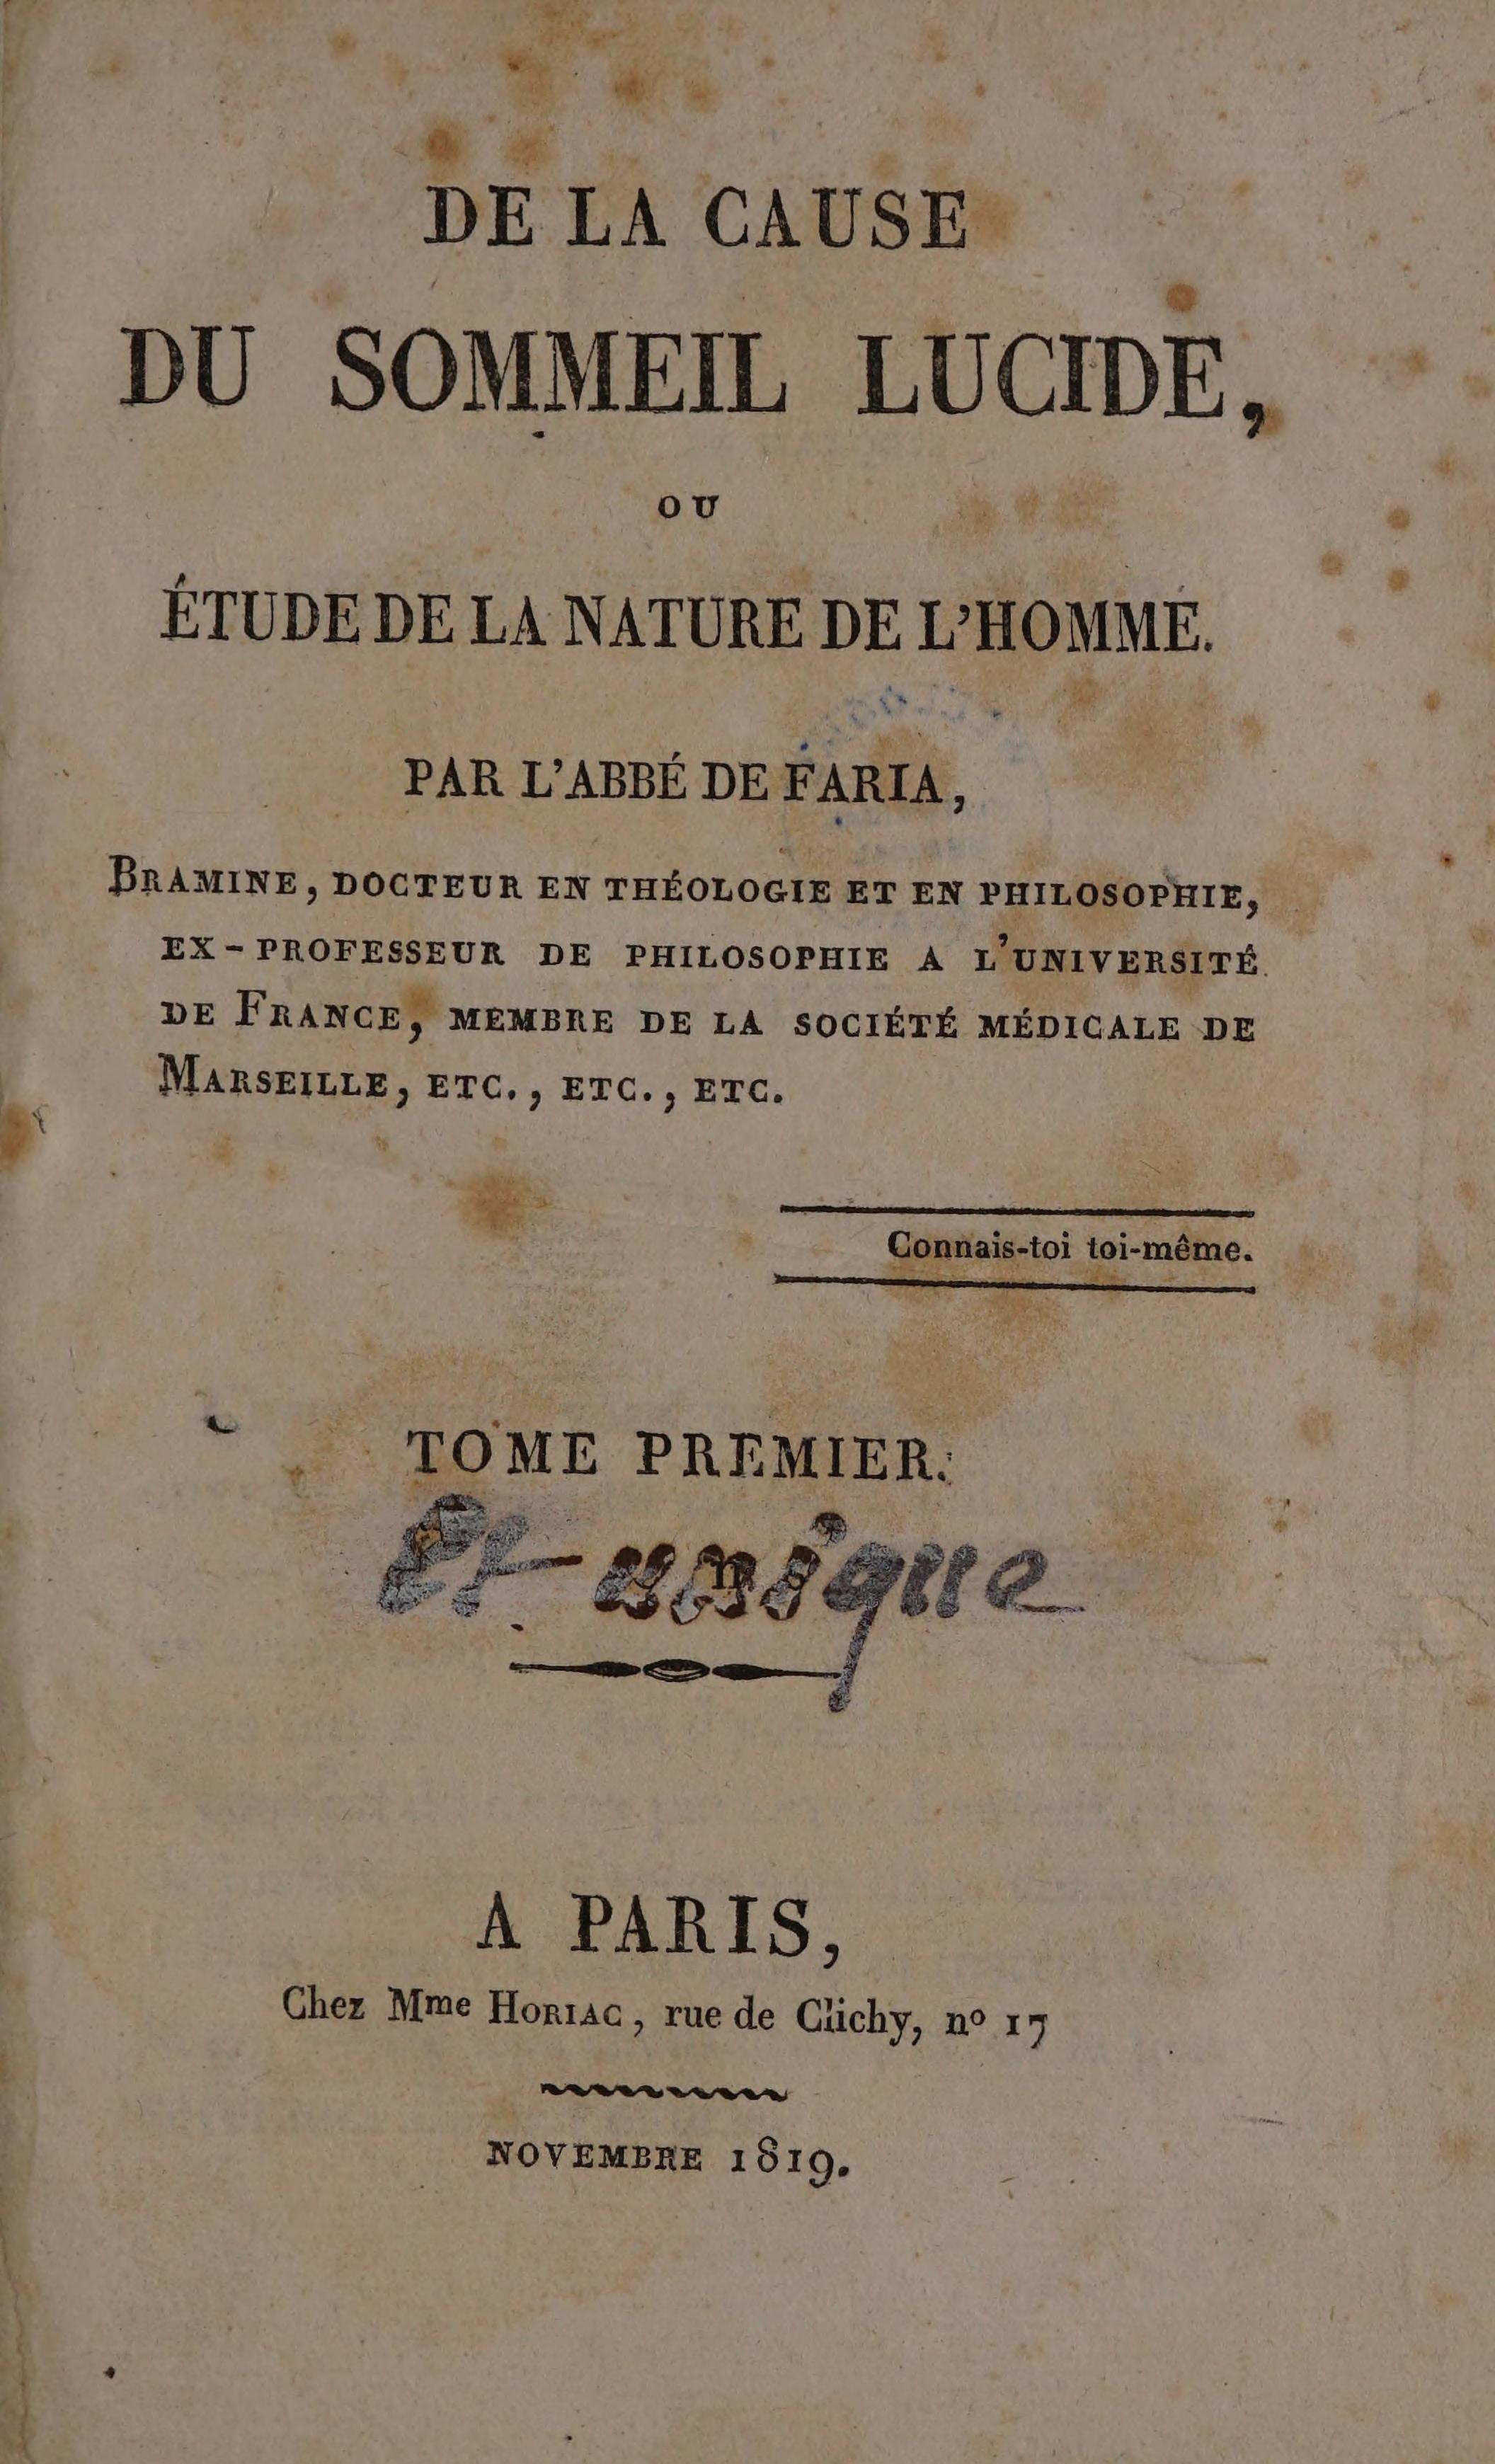 DE LA CAUSE
DU SOMMEIL LUCIDE,
OU
ÉTUDE DE LA NATURE DE L'HOMME.
PAR L'ABBÉ DE FARIA,
BRAMINE, DOCTEUR EN THÉOLOGIE ET EN PHILOSOPHIE,
EX-PROFESSEUR DE PHILOSOPHIE A L'UNIVERSITÉ
DE FRANCE, MEMBRE DE LA SOCIÉTÉ MÉDICALE DE
MARSEILLE, ETC., ETC., ETC.
Connais-toi toi-même.
TOME PREMIER.
Et unique
A PARIS,
Chez Mme HORIAC, rue de Clichy, nº 17
NOVEMBRE 1819.